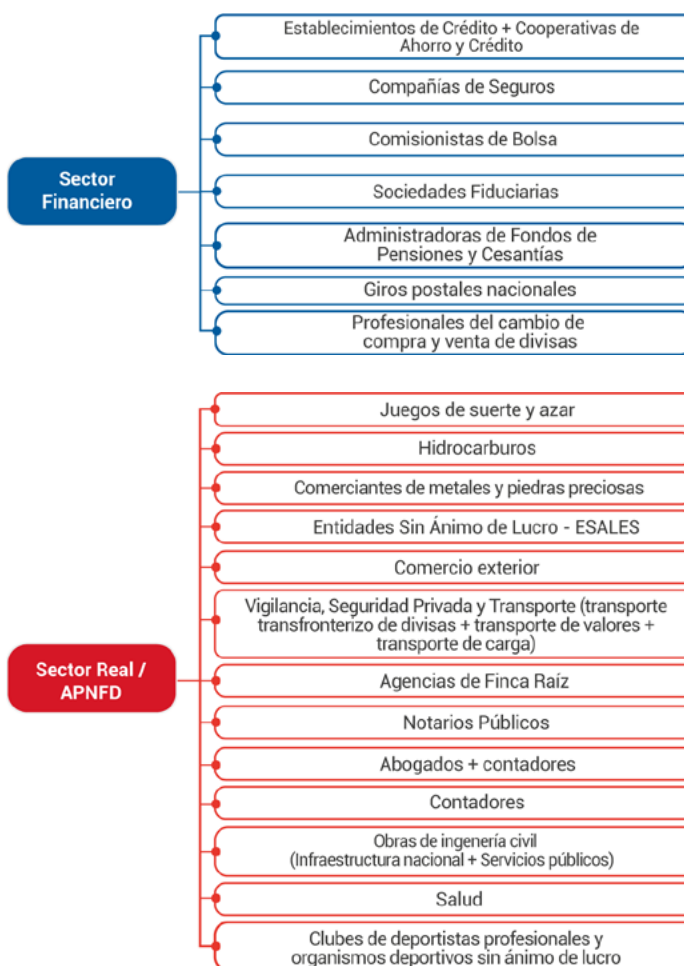 Establecimientos de Crédito + Cooperativas de
Ahorro y Crédito
Compañías de Seguros
Comisionistas de Bolsa
Sector
Financiero
Sociedades Fiduciarias
Administradoras de Fondos de
Pensiones y Cesantías
Giros postales nacionales
Profesionales del cambio de
compra y venta de divisas
Juegos de suerte y azar
Hidrocarburos
Comerciantes de metales y piedras preciosas
Entidades Sin Ánimo de Lucro - ESALES
Comercio exterior
Vigilancia, Seguridad Privada y Transporte (transporte
transfronterizo de divisas + transporte de valores +
transporte de carga)
Sector Real /
APNFD
Agencias de Finca Raíz
Notarios Públicos
Abogados + contadores
Contadores
Obras de ingenería civil
(Infraestructura nacional + Servicios públicos)
Salud
Clubes de deportistas profesionales y
organismos deportivos sin ánimo de lucro